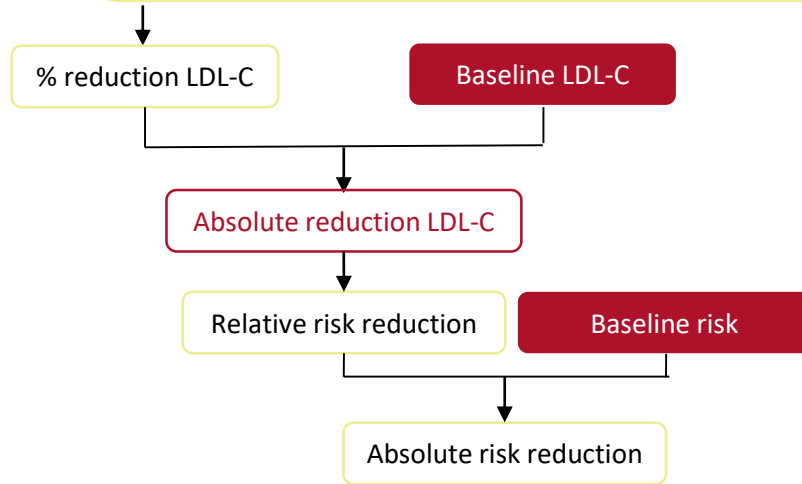 % reduction LDL-C
Baseline LDL-C
Absolute reduction LDL-C
Relative risk reduction
Baseline risk
Absolute risk reduction